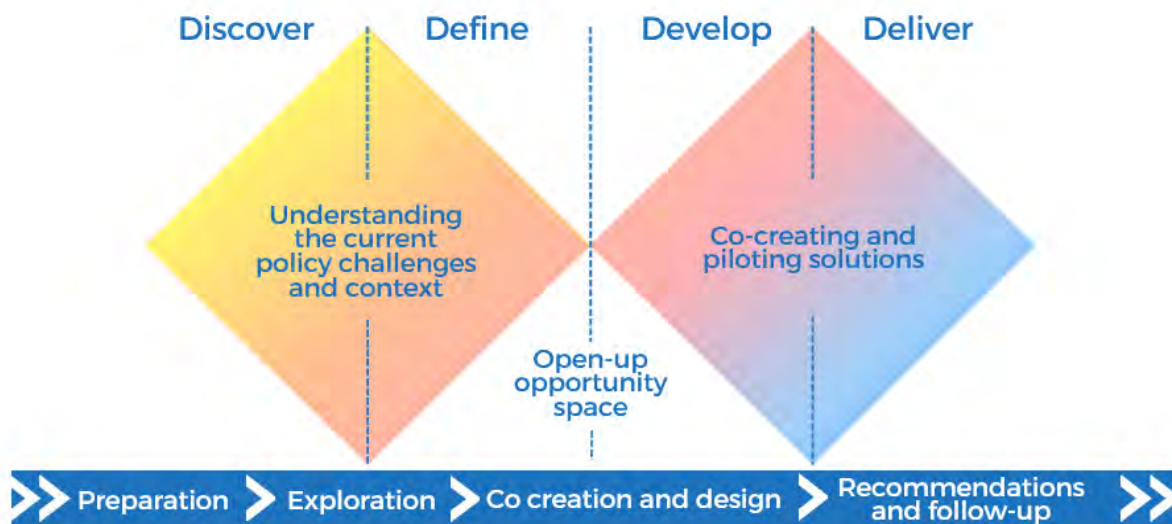 Discover
Define
Develop
Deliver
Understanding
the current
policy challenges
and context
Co-creating and
piloting solutions
Open-up
opportunity
space
Preparation
Exploration
Co creation and design
Recommendations
and follow-up